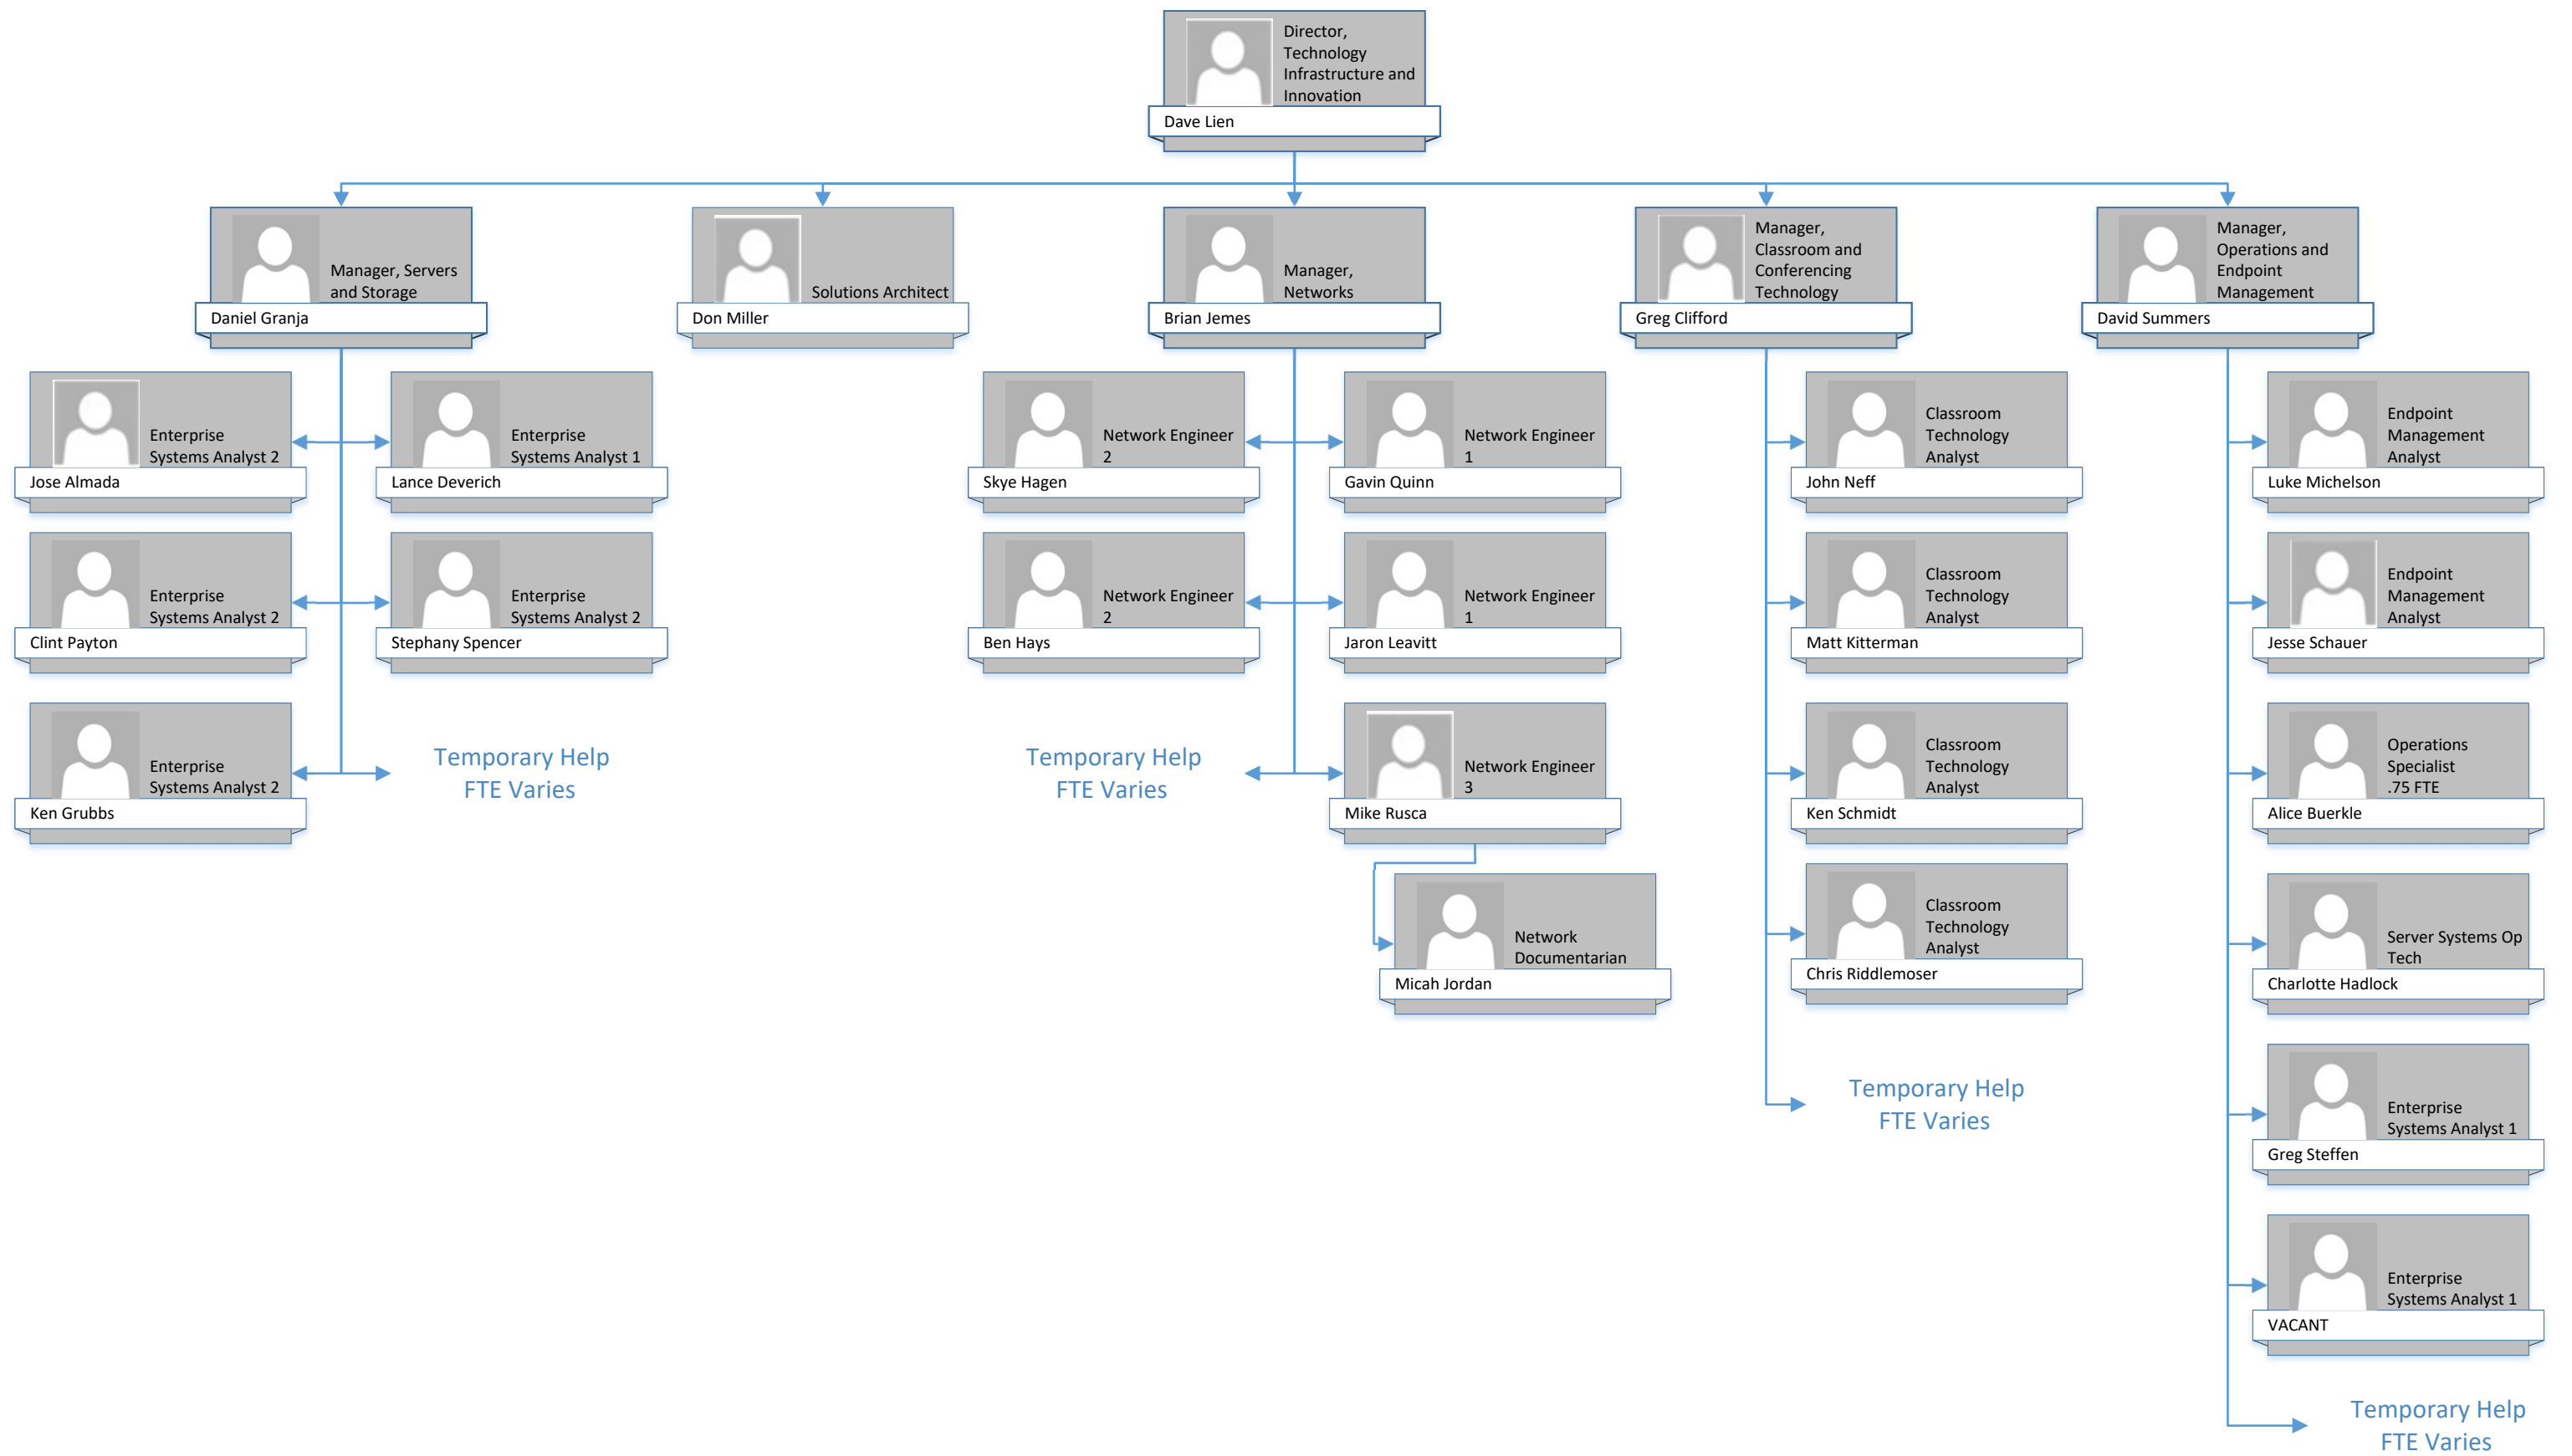 Director,
Technology
Infrastructure and
Innovation
Dave Lien
Manager, Servers
and Storage
Daniel Granja
Solutions Architect
Don Miller
Manager,
Networks
Brian Jemes
Manager,
Classroom and
Conferencing
Technology
Greg Clifford
Manager,
Operations and
Endpoint
Management
David Summers
Enterprise
Systems Analyst 2
Jose Almada
Enterprise
Systems Analyst 1
Lance Deverich
Network Engineer
2
Skye Hagen
Network Engineer
1
Gavin Quinn
Classroom
Technology
Analyst
John Neff
Endpoint
Management
Analyst
Luke Michelson
Enterprise
Systems Analyst 2
Clint Payton
Enterprise
Systems Analyst 2
Stephany Spencer
Network Engineer
2
Ben Hays
Network Engineer
1
Jaron Leavitt
Classroom
Technology
Analyst
Matt Kitterman
Endpoint
Management
Analyst
Jesse Schauer
Enterprise
Systems Analyst 2
Ken Grubbs
Temporary Help
FTE Varies
Temporary Help
FTE Varies
Network Engineer
3
Mike Rusca
Classroom
Technology
Analyst
Ken Schmidt
Operations
Specialist
.75 FTE
Alice Buerkle
Network
Documentarian
Micah Jordan
Classroom
Technology
Analyst
Chris Riddlemoser
Server Systems Op
Tech
Charlotte Hadlock
Temporary Help
FTE Varies
Enterprise
Systems Analyst 1
Greg Steffen
Enterprise
Systems Analyst 1
VACANT
Temporary Help
FTE Varies